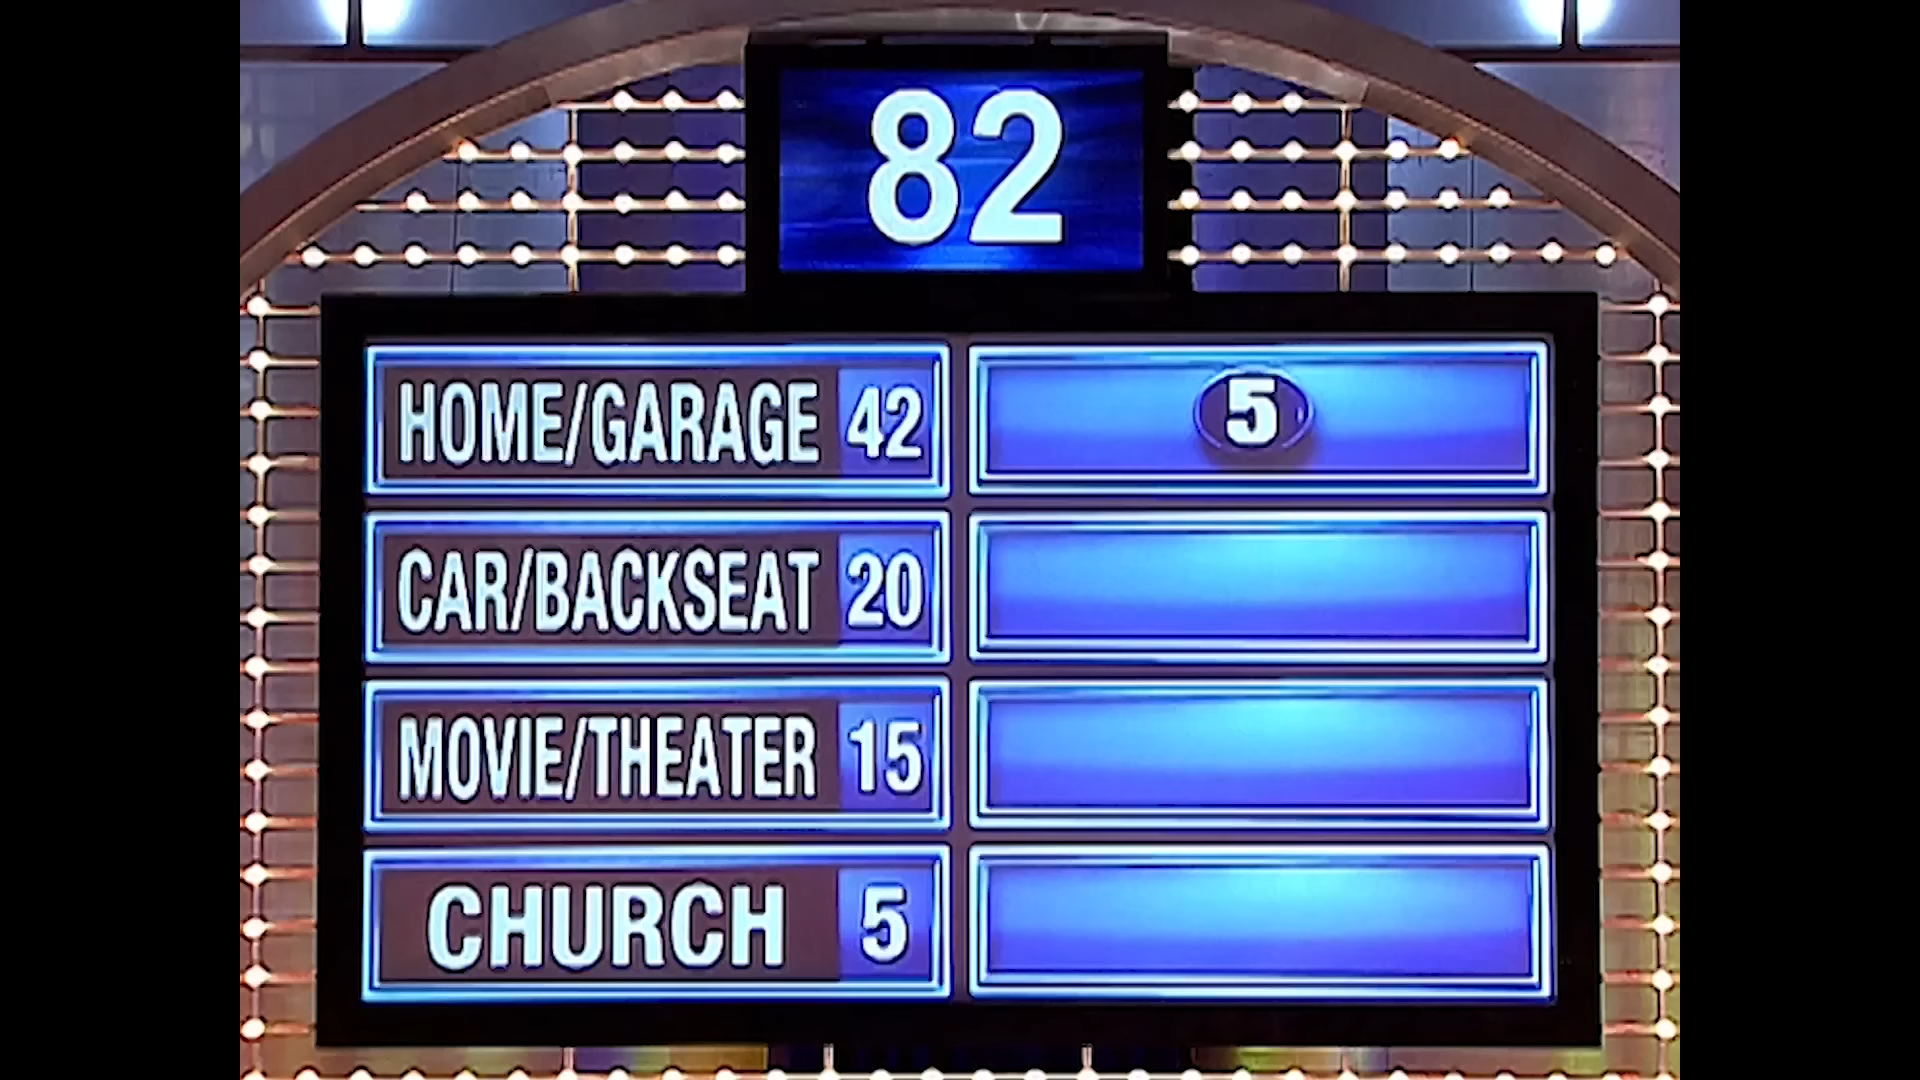 82
HOME/GARAGE 42
5
CAR/BACKSEAT 20
MOVIE/THEATER 15
CHURCH 5